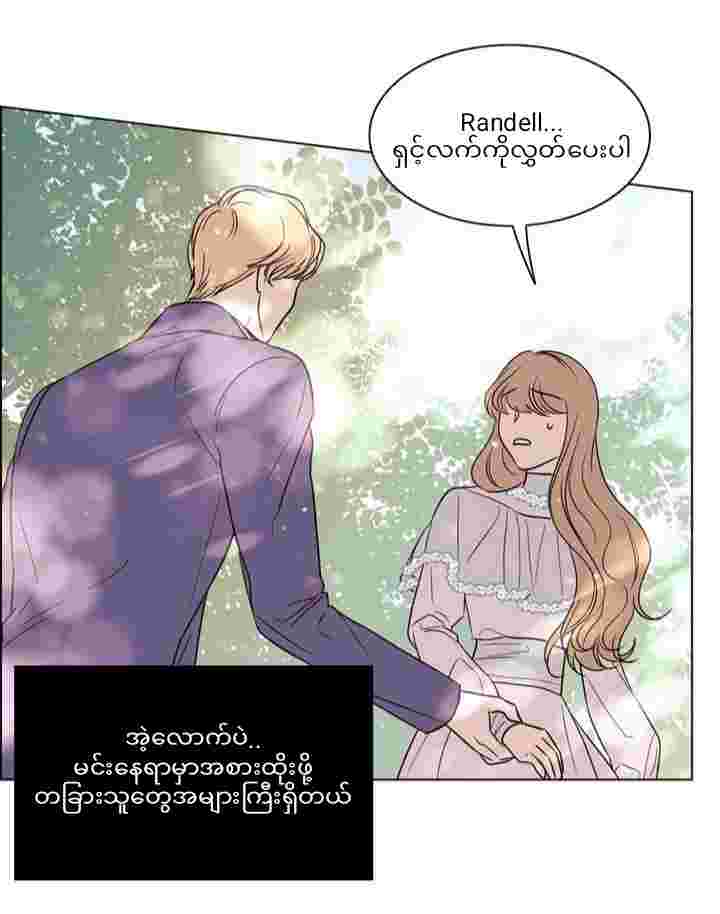 Randell...
ရှင့်လက်ကိုလွှတ်ပေးပါ
အဲ့လောက်ပဲ..
မင်းနေရာမှာအစားထိုးဖို့
တခြားသူတွေအများကြီးရှိတယ်